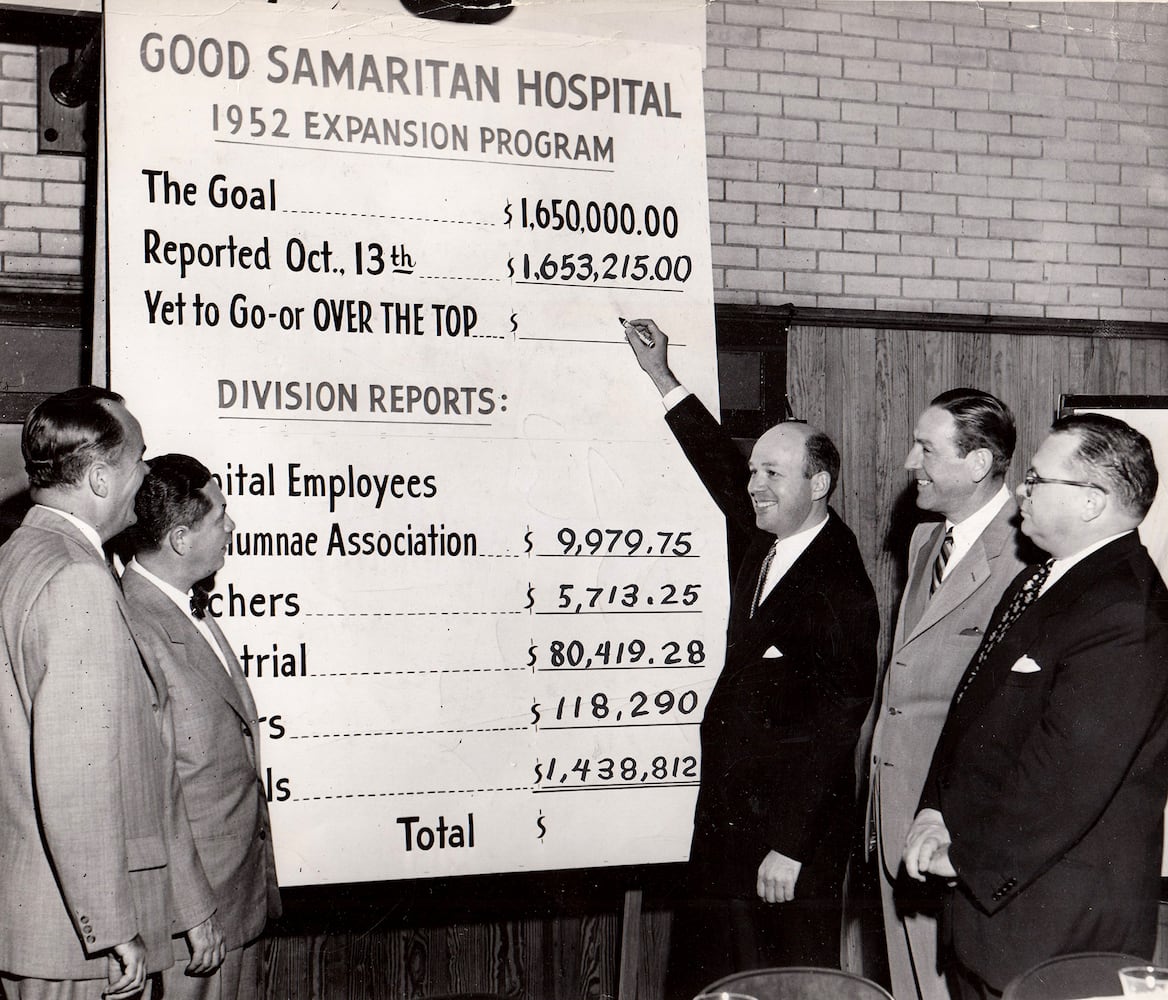 GOOD SAMARITAN HOSPITAL
1952 EXPANSION PROGRAM
The Goal $1,650,000.00
Reported Oct., 13th $1,653,215.00
Yet to Go-or OVER THE TOP $
DIVISION REPORTS:
pital Employees
lumnae Association $ 9,979.75
chers $ 5,713.25
trial $ 80,419.28
rs $ 118,290
ls $1,438,812
Total $